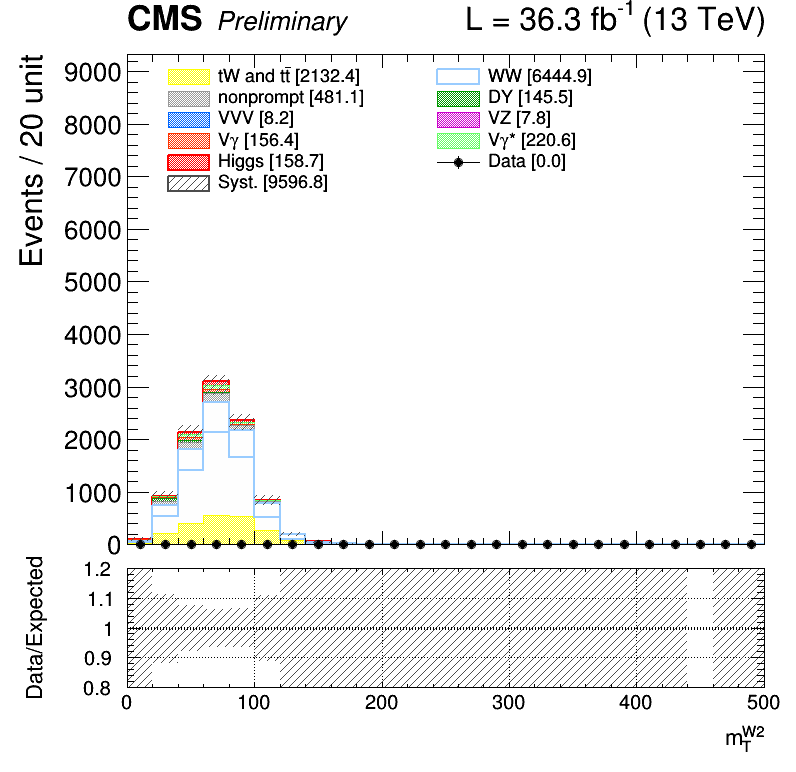 CMS Preliminary L = 36.3 fb⁻¹ (13 TeV)
Events / 20 unit
9000
8000
7000
6000
5000
4000
3000
2000
1000
0
tW and tt̄ [2132.4]
nonprompt [481.1]
VVV [8.2]
Vγ [156.4]
Higgs [158.7]
Syst. [9596.8]
WW [6444.9]
DY [145.5]
VZ [7.8]
Vγ* [220.6]
Data [0.0]
Data/Expected
1.2
1.1
1
0.9
0.8
0 100 200 300 400 500
m_T^W2